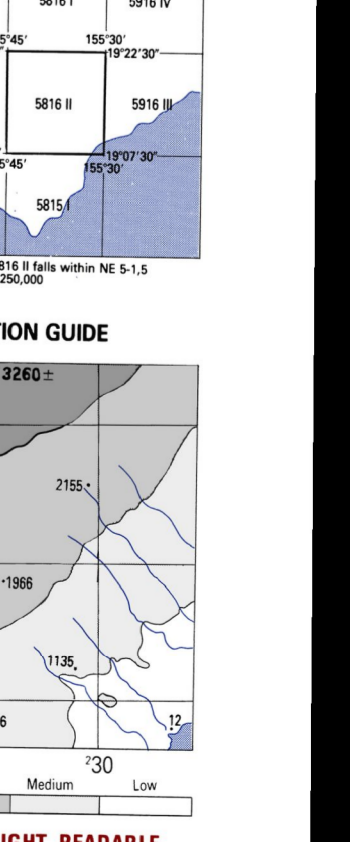 5816 I 5916 IV
5°45' 155°30'
19°22'30"
5816 II 5916 III
19°07'30"
5°45' 155°30'
5815 I
816 II falls within NE 5-1,5
250,000
TION GUIDE
3260±
2155
1966
1135
6 12
²30
Medium Low